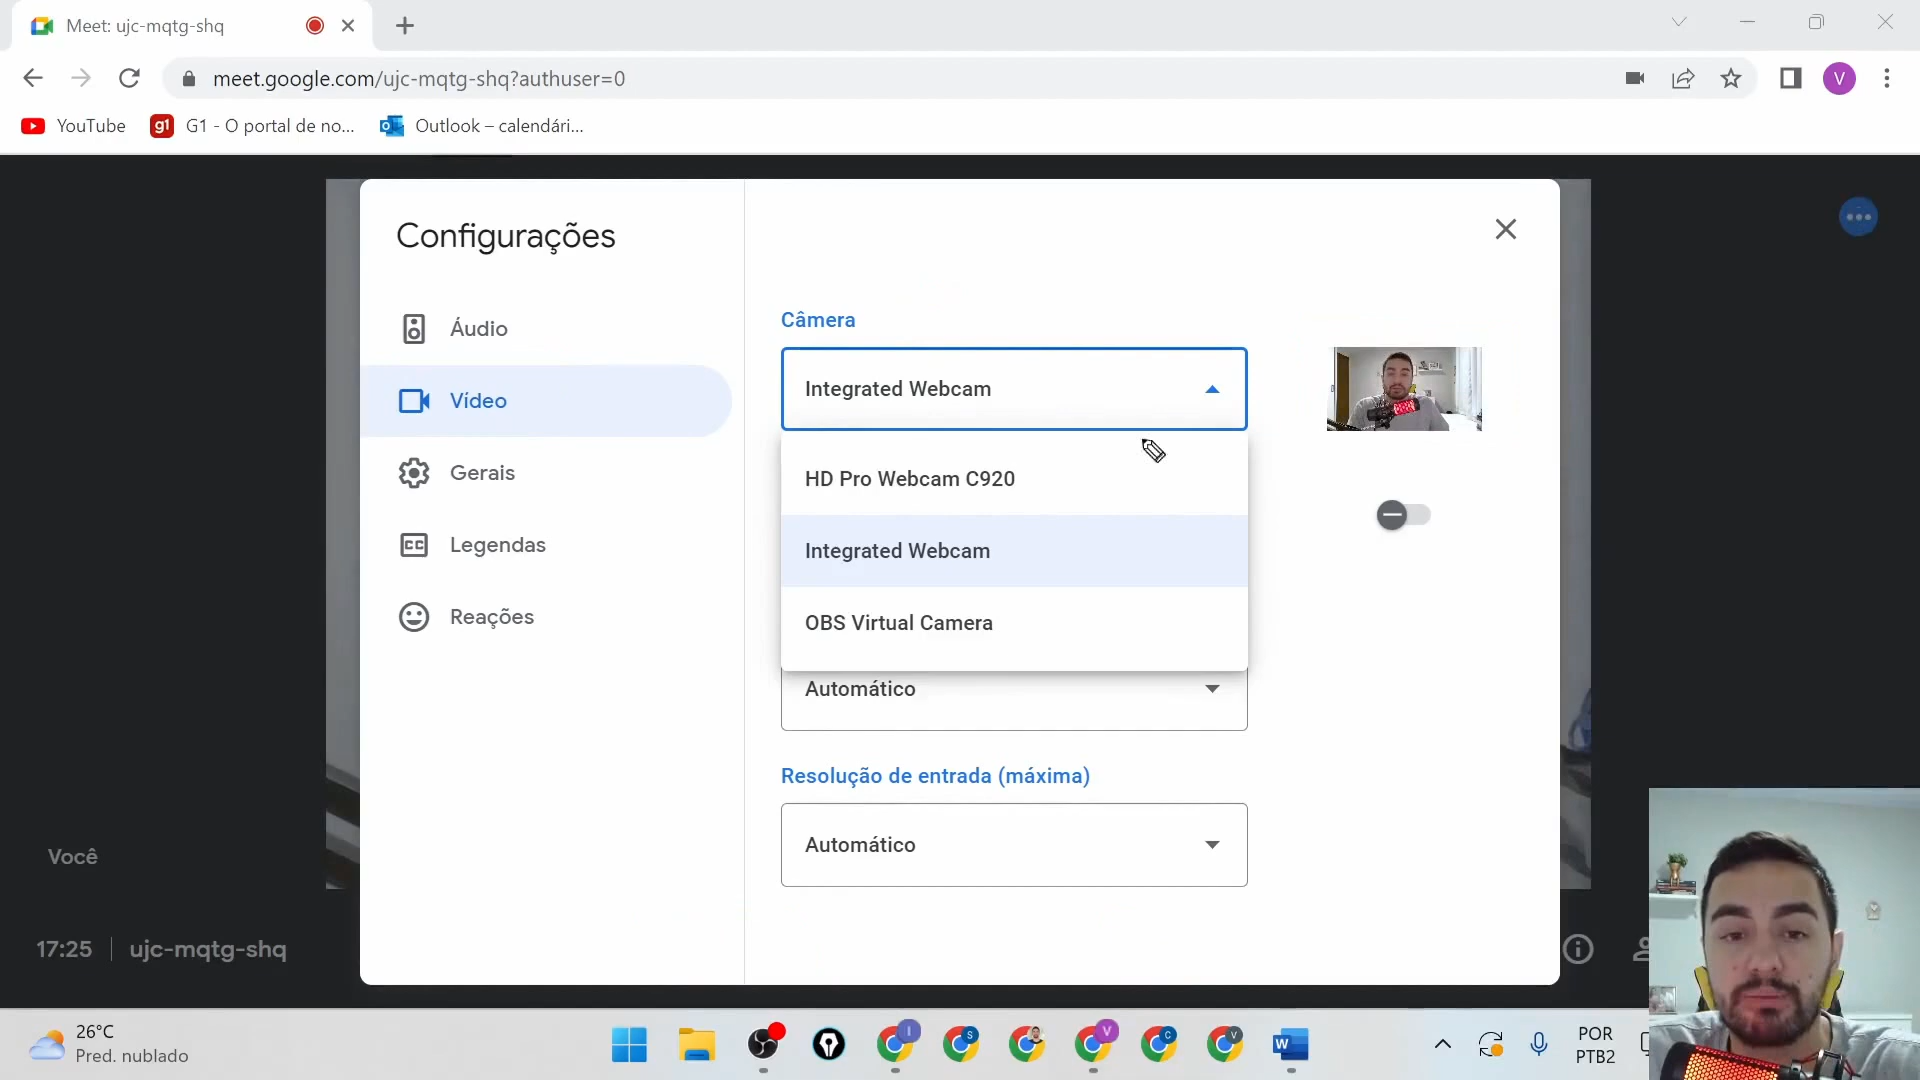 Meet: ujc-mqtg-shq
meet.google.com/ujc-mqtg-shq?authuser=0
V
YouTube
g1
G1 - O portal de no...
Outlook – calendári...
Configurações
Áudio
Vídeo
Gerais
Legendas
Reações
Câmera
Integrated Webcam
HD Pro Webcam C920
Integrated Webcam
OBS Virtual Camera
Automático
Resolução de entrada (máxima)
Automático
Você
17:25
ujc-mqtg-shq
26°C
Pred. nublado
I
S
V
C
V
W
POR
PTB2